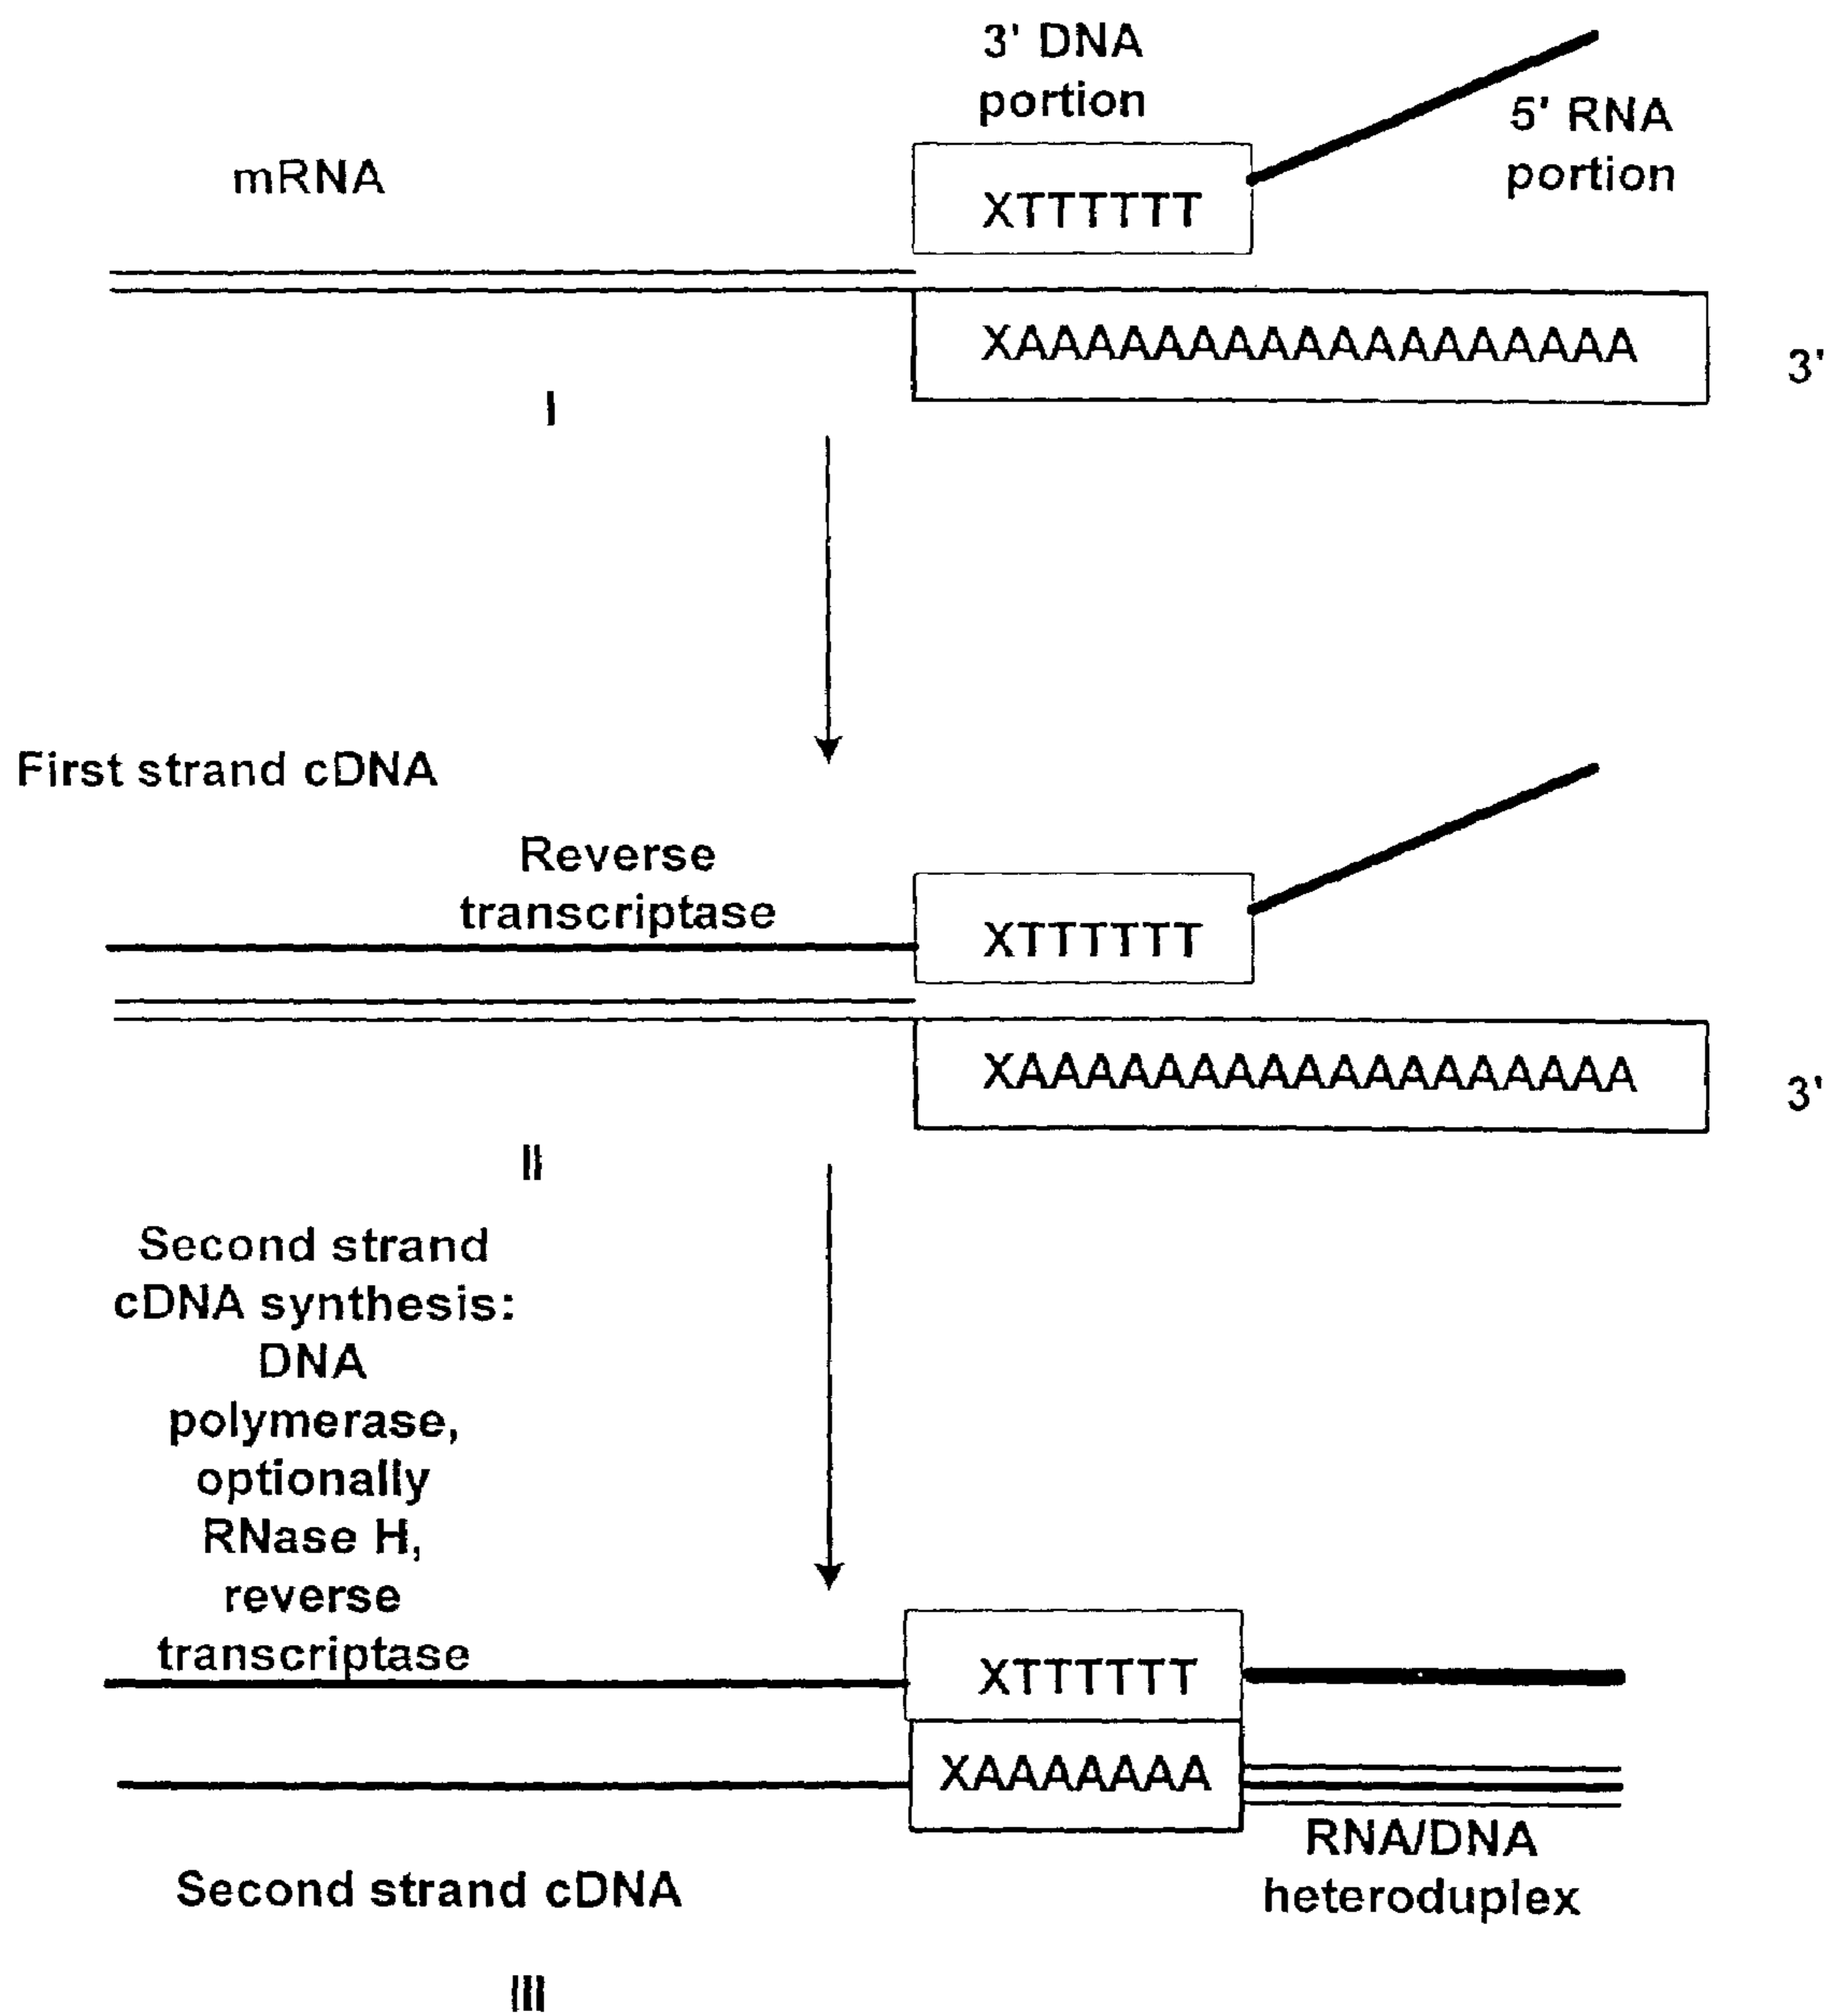 3' DNA
portion
5' RNA
portion
mRNA
XTTTTTT
XAAAAAAAAAAAAAAAAAA
3'
I
First strand cDNA
Reverse
transcriptase
XTTTTTT
XAAAAAAAAAAAAAAAAAA
3'
II
Second strand
cDNA synthesis:
DNA
polymerase,
optionally
RNase H,
reverse
transcriptase
XTTTTTT
XAAAAAAA
RNA/DNA
heteroduplex
Second strand cDNA
III